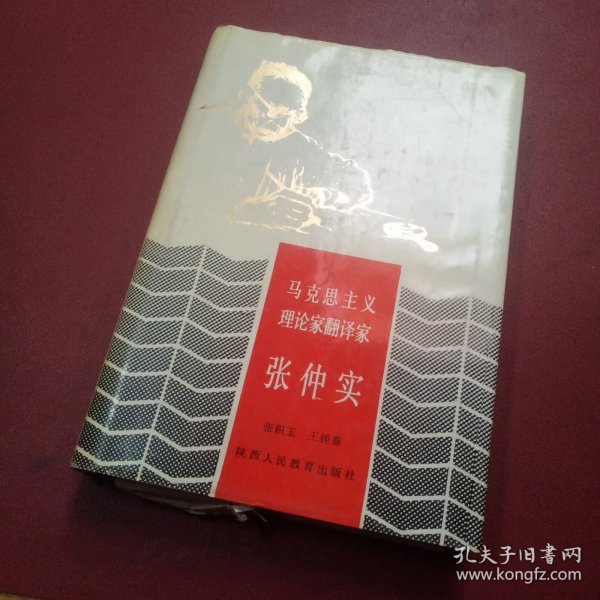 马克思主义
理论家翻译家
张仲实
张积玉 王钜春
陕西人民教育出版社
孔夫子旧書网
www.kongfz.com